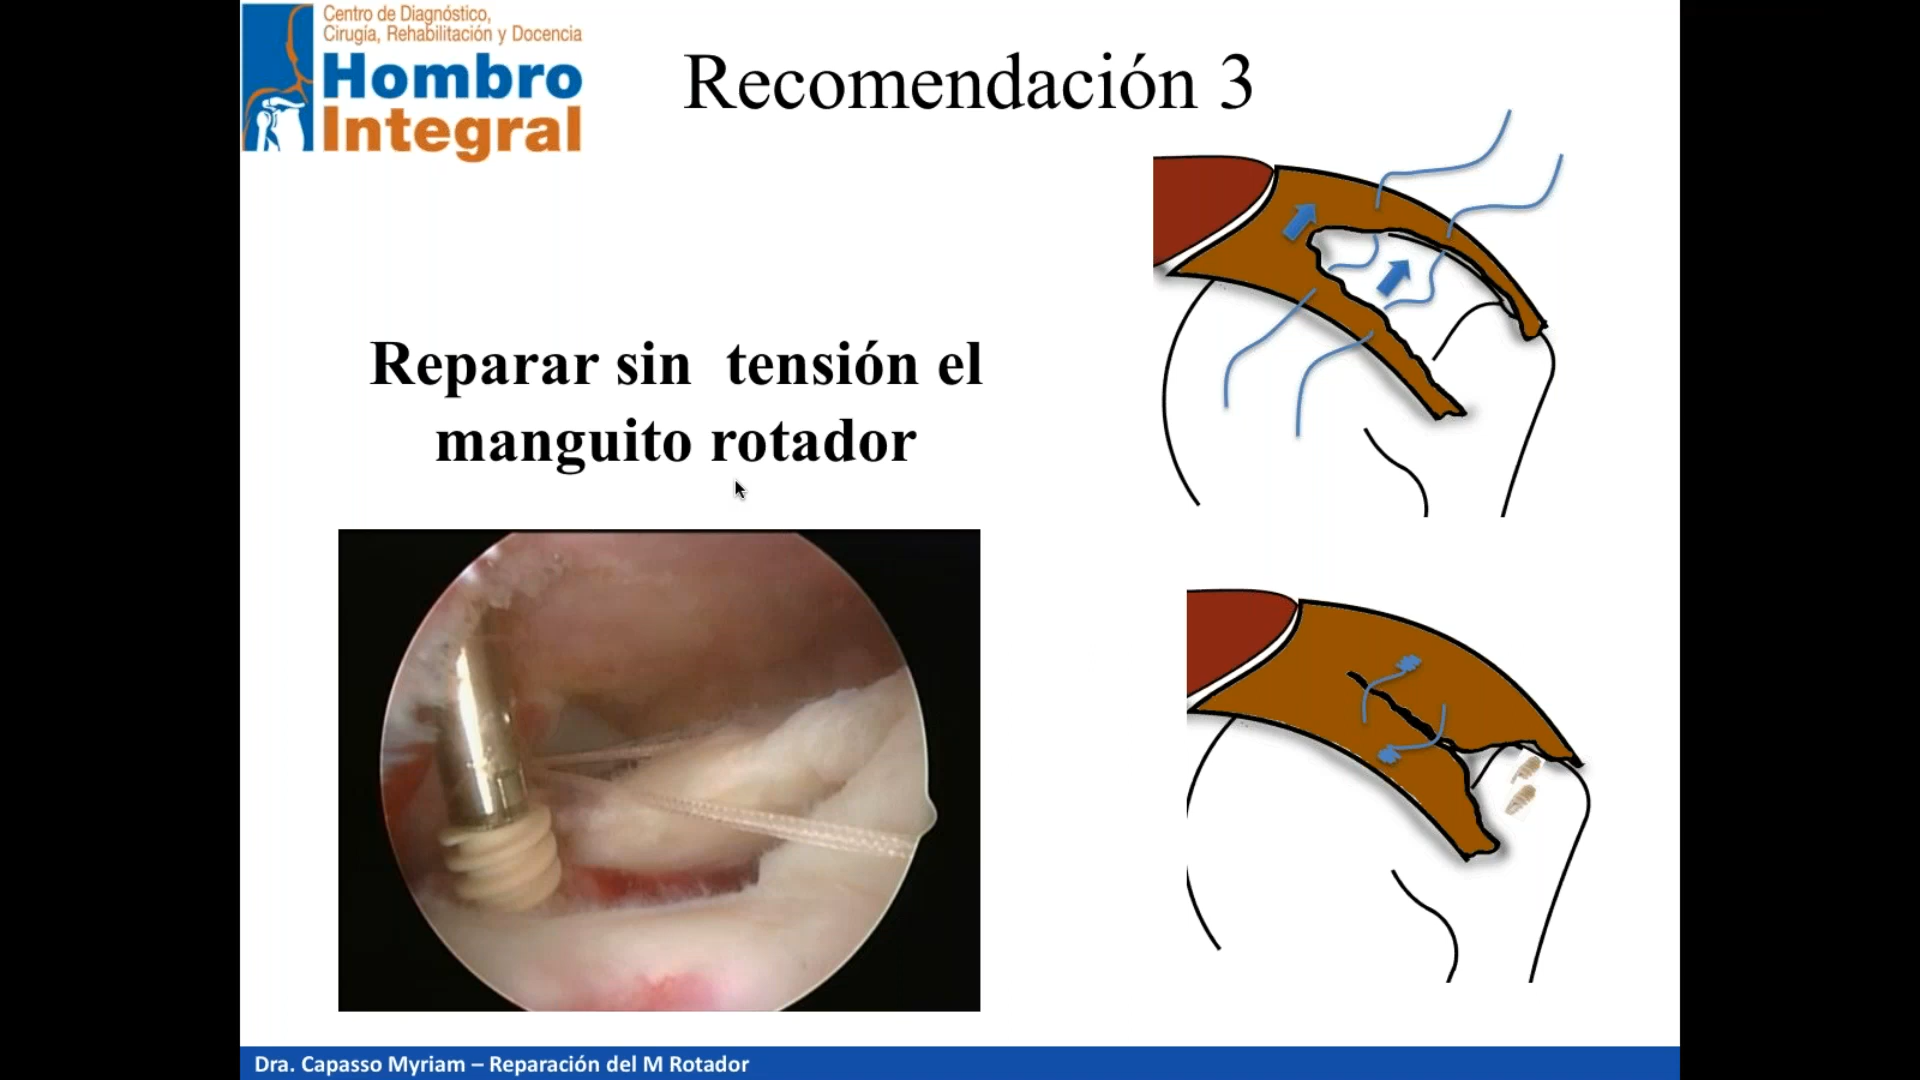 Centro de Diagnóstico,
Cirugía, Rehabilitación y Docencia
Hombro
Integral
Recomendación 3
Reparar sin tensión el
manguito rotador
Dra. Capasso Myriam – Reparación del M Rotador